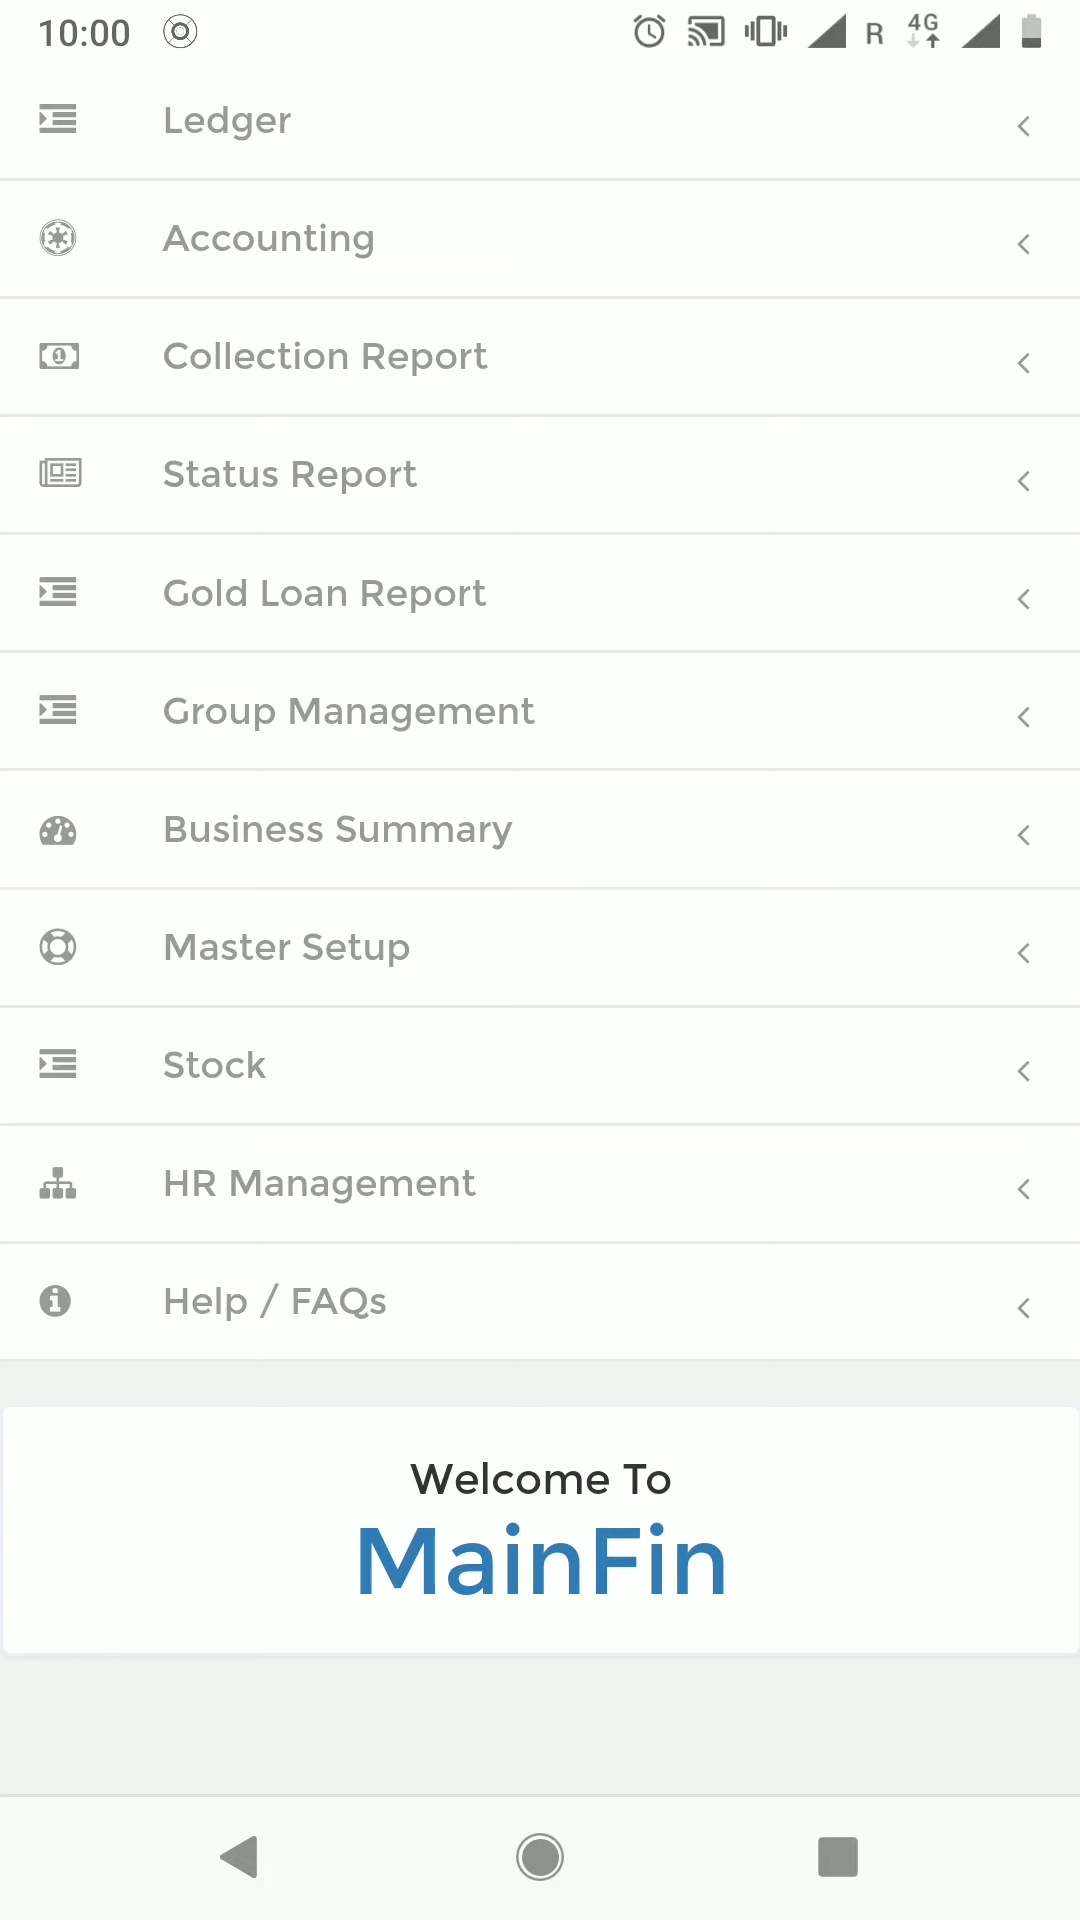 10:00 R 4G
Ledger
Accounting
Collection Report
Status Report
Gold Loan Report
Group Management
Business Summary
Master Setup
Stock
HR Management
Help / FAQs
Welcome To
MainFin